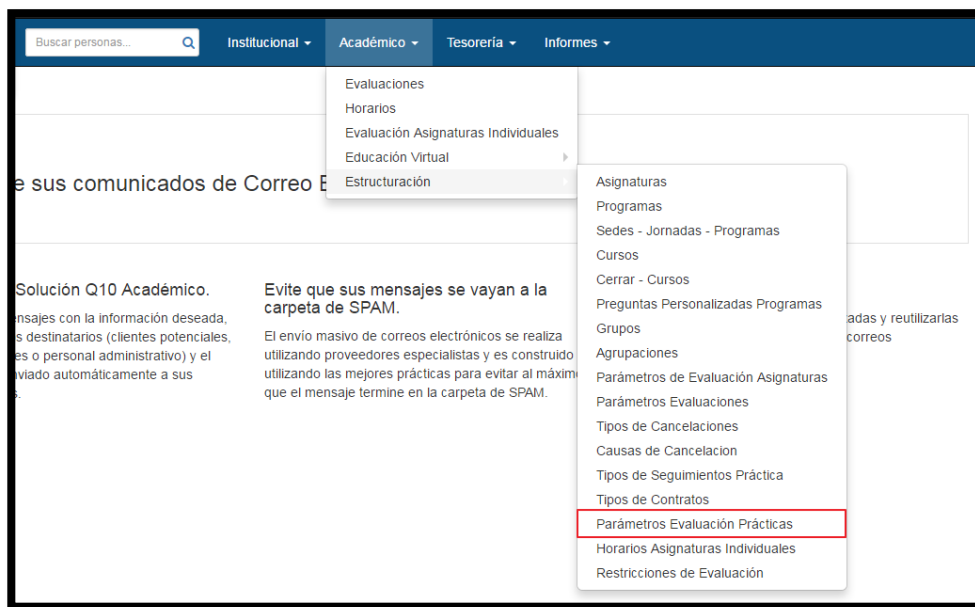 Buscar personas...
Institucional
Académico
Tesorería
Informes
Evaluaciones
Horarios
Evaluación Asignaturas Individuales
Educación Virtual
Estructuración
Asignaturas
Programas
Sedes - Jornadas - Programas
Cursos
Cerrar - Cursos
Preguntas Personalizadas Programas
Grupos
Agrupaciones
Parámetros de Evaluación Asignaturas
Parámetros Evaluaciones
Tipos de Cancelaciones
Causas de Cancelacion
Tipos de Seguimientos Práctica
Tipos de Contratos
Parámetros Evaluación Prácticas
Horarios Asignaturas Individuales
Restricciones de Evaluación
e sus comunicados de Correo E
Solución Q10 Académico.
nsajes con la información deseada,
s destinatarios (clientes potenciales,
es o personal administrativo) y el
nviado automáticamente a sus
s.
Evite que sus mensajes se vayan a la
carpeta de SPAM.
El envío masivo de correos electrónicos se realiza
utilizando proveedores especialistas y es construido
utilizando las mejores prácticas para evitar al máximo
que el mensaje termine en la carpeta de SPAM.
adas y reutilizarlas
correos